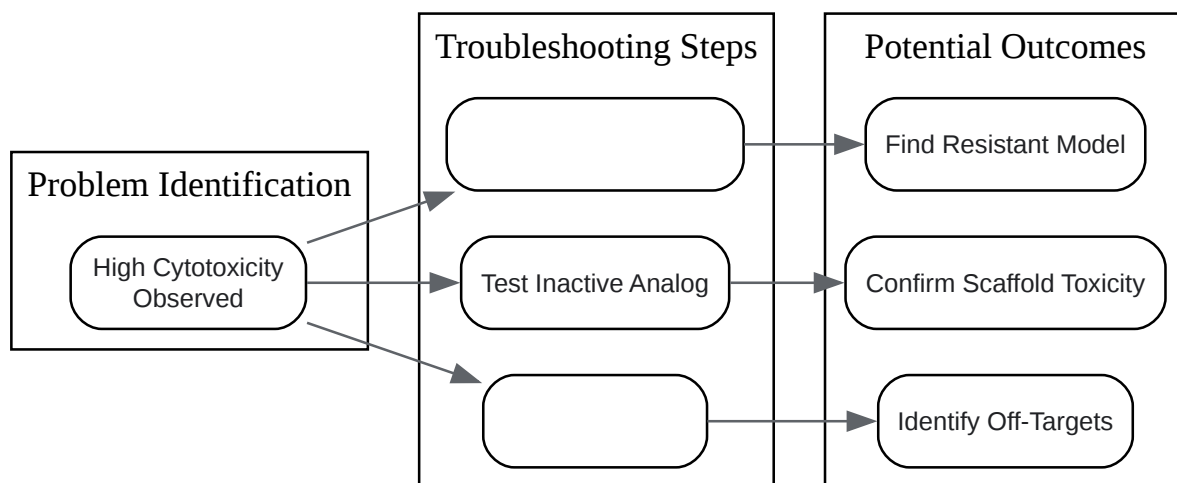 Problem Identification
High Cytotoxicity
Observed
Troubleshooting Steps
Test Inactive Analog
Potential Outcomes
Find Resistant Model
Confirm Scaffold Toxicity
Identify Off-Targets